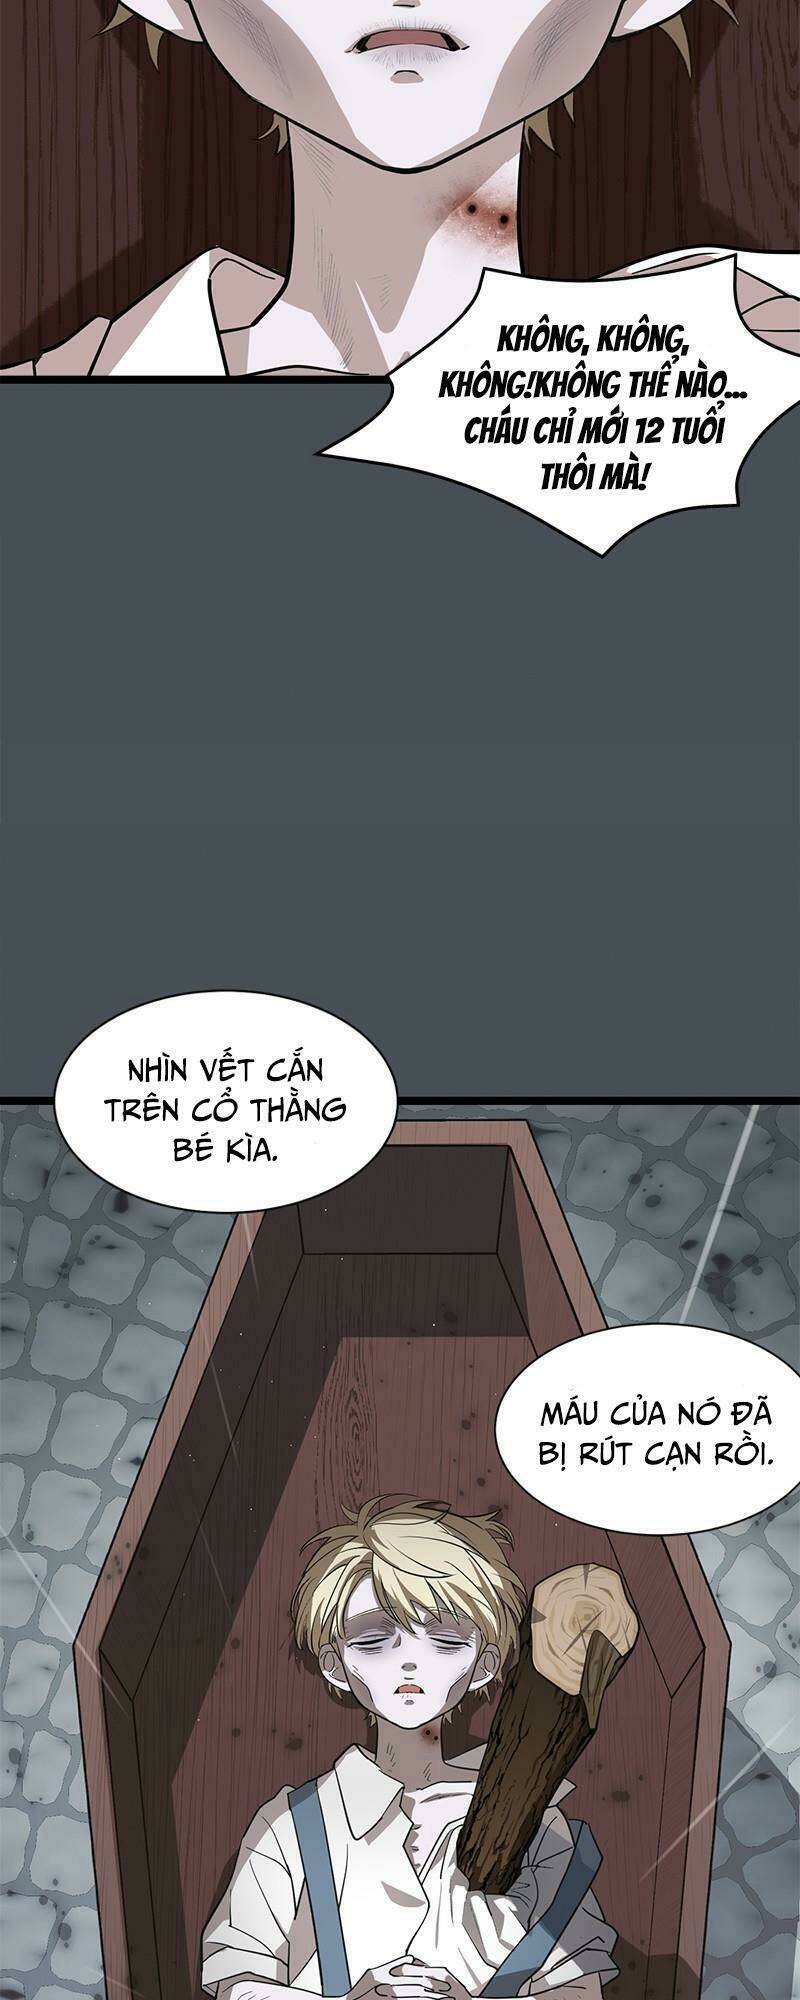 KHÔNG, KHÔNG,
KHÔNG!KHÔNG THỂ NÀO...
CHÁU CHỈ MỚI 12 TUỔI
THÔI MÀ!
NHÌN VẾT CẮN
TRÊN CỔ THẰNG
BÉ KÌA.
MÁU CỦA NÓ ĐÃ
BỊ RÚT CẠN RỒI.